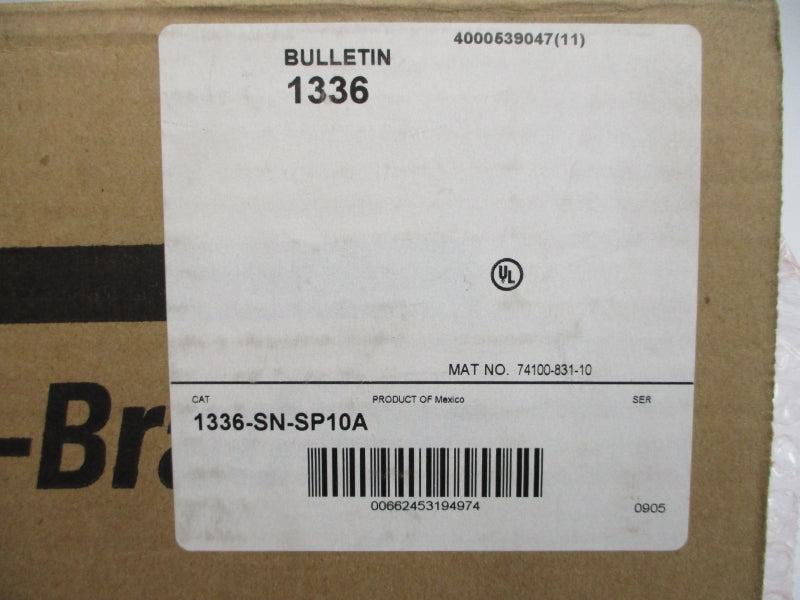 4000539047(11)
BULLETIN
1336
UL
MAT NO. 74100-831-10
CAT PRODUCT OF Mexico SER
1336-SN-SP10A
-Bra
00662453194974
0905